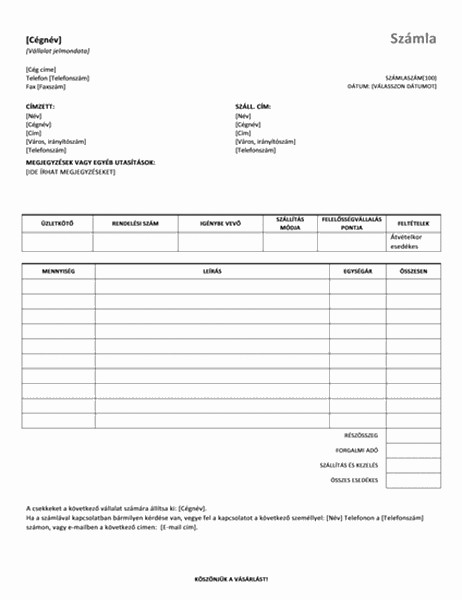 [Cégnév]
Számla
[Vállalat jelmondata]
[Cég címe]
Telefon [Telefonszám]
Fax [Faxszám]
SZÁMLASZÁM[100]
DÁTUM: [VÁLASSZON DÁTUMOT]
CÍMZETT:
[Név]
[Cégnév]
[Cím]
[Város, irányítószám]
[Telefonszám]
SZÁLL. CÍM:
[Név]
[Cégnév]
[Cím]
[Város, irányítószám]
[Telefonszám]
MEGJEGYZÉSEK VAGY EGYÉB UTASÍTÁSOK:
[IDE ÍRHAT MEGJEGYZÉSEKET]
ÜZLETKÖTŐ
RENDELÉSI SZÁM
IGÉNYBE VEVŐ
SZÁLLÍTÁS
MÓDJA
FELELŐSSÉGVÁLLALÁS
PONTJA
FELTÉTELEK
Átvételkor
esedékes
MENNYISÉG
LEÍRÁS
EGYSÉGÁR
ÖSSZESEN
RÉSZÖSSZEG
FORGALMI ADÓ
SZÁLLÍTÁS ÉS KEZELÉS
ÖSSZES ESEDÉKES
A csekkeket a következő vállalat számára állítsa ki: [Cégnév].
Ha a számlával kapcsolatban bármilyen kérdése van, vegye fel a kapcsolatot a következő személlyel: [Név] Telefonon a [Telefonszám]
számon, vagy e-mailben a következő címen: [E-mail cím].
KÖSZÖNJÜK A VÁSÁRLÁST!